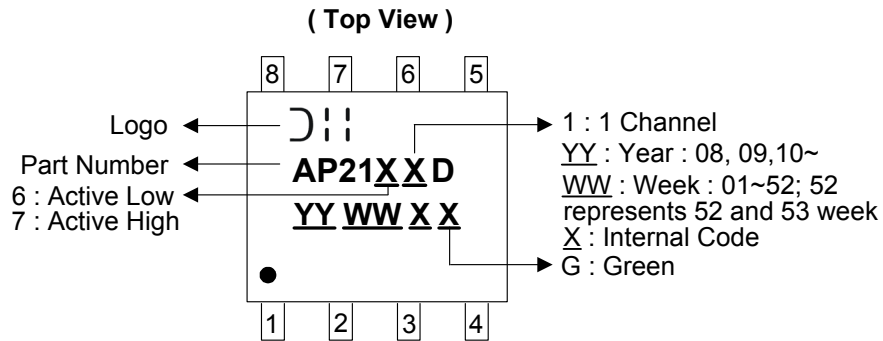 ( Top View )
8 7 6 5
Logo
Part Number
6 : Active Low
7 : Active High
AP21X X D
YY WW X X
1 : 1 Channel
YY : Year : 08, 09,10~
WW : Week : 01~52; 52
represents 52 and 53 week
X : Internal Code
G : Green
1 2 3 4